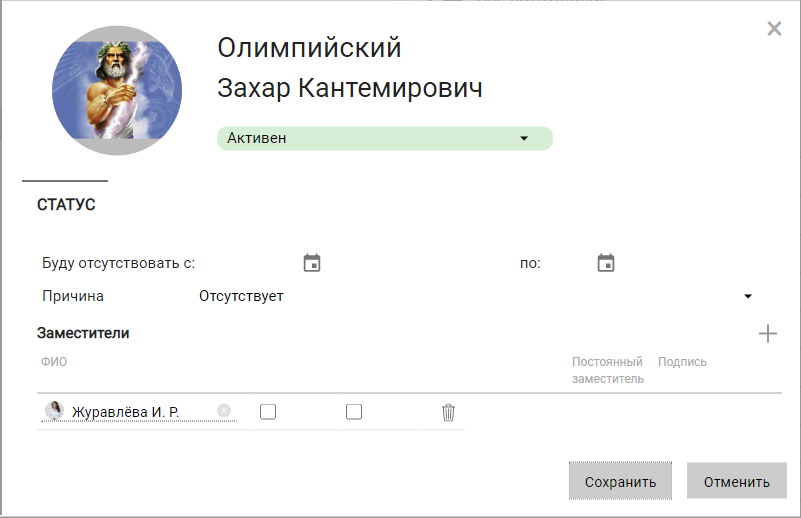 Олимпийский
Захар Кантемирович
Активен
СТАТУС
Буду отсутствовать с: по:
Причина Отсутствует
Заместители
ФИО Постоянный заместитель Подпись
Журавлёва И. Р.
Сохранить Отменить